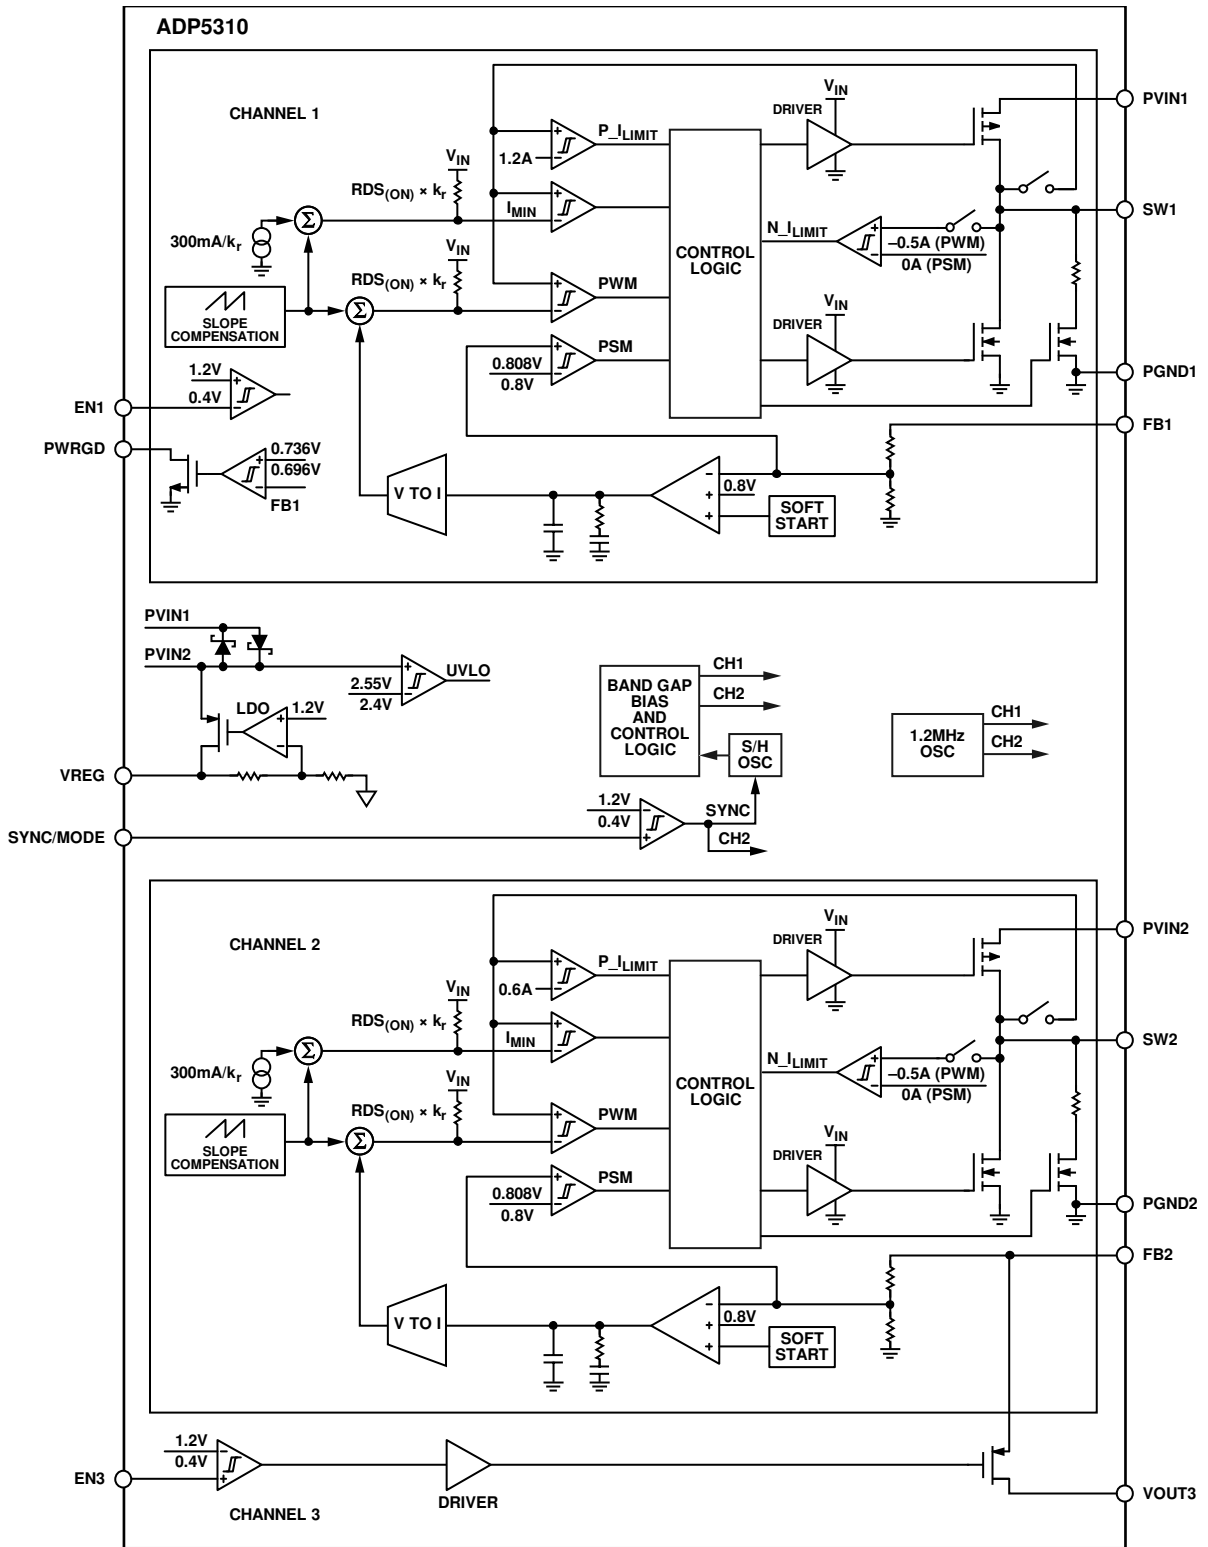 ADP5310
CHANNEL 1
VIN
DRIVER
PVIN1
P_ILIMIT
1.2A
VIN
RDS(ON) × kr
IMIN
Σ
300mA/kr
N_ILIMIT
CONTROL
LOGIC
–0.5A (PWM)
0A (PSM)
SW1
VIN
RDS(ON) × kr
PWM
Σ
SLOPE
COMPENSATION
VIN
DRIVER
PSM
0.808V
0.8V
PGND1
1.2V
0.4V
EN1
FB1
PWRGD
0.736V
0.696V
FB1
V TO I
0.8V
SOFT
START
PVIN1
PVIN2
UVLO
2.55V
2.4V
LDO
1.2V
VREG
BAND GAP
BIAS
AND
CONTROL
LOGIC
CH1
CH2
S/H
OSC
1.2MHz
OSC
CH1
CH2
1.2V
0.4V
SYNC
CH2
SYNC/MODE
CHANNEL 2
VIN
DRIVER
PVIN2
P_ILIMIT
0.6A
VIN
RDS(ON) × kr
IMIN
Σ
300mA/kr
N_ILIMIT
CONTROL
LOGIC
–0.5A (PWM)
0A (PSM)
SW2
VIN
RDS(ON) × kr
PWM
Σ
SLOPE
COMPENSATION
VIN
DRIVER
PSM
0.808V
0.8V
PGND2
FB2
V TO I
0.8V
SOFT
START
1.2V
0.4V
EN3
DRIVER
CHANNEL 3
VOUT3